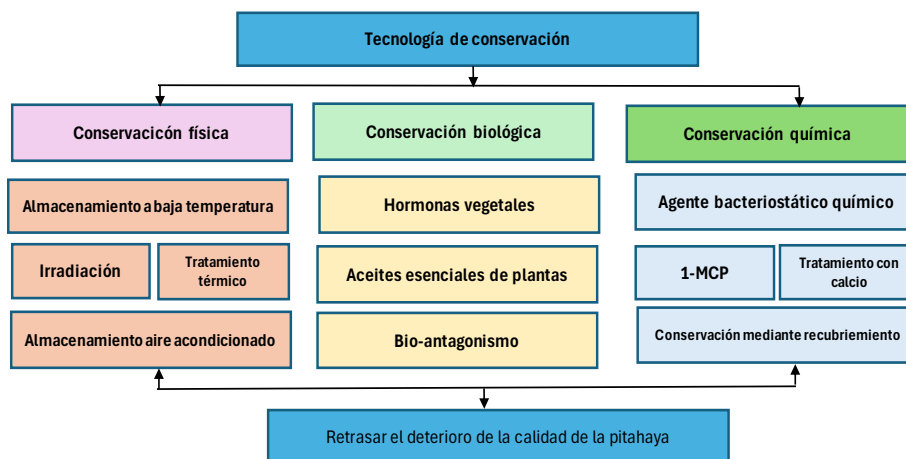 Tecnología de conservación
Conservacicón física
Conservación biológica
Conservación química
Almacenamiento a baja temperatura
Hormonas vegetales
Agente bacteriostático químico
Irradiación
Tratamiento
térmico
Aceites esenciales de plantas
1-MCP
Tratamiento con
calcio
Almacenamiento aire acondicionado
Bio-antagonismo
Conservación mediante recubriemiento
Retrasar el deterioro de la calidad de la pitahaya